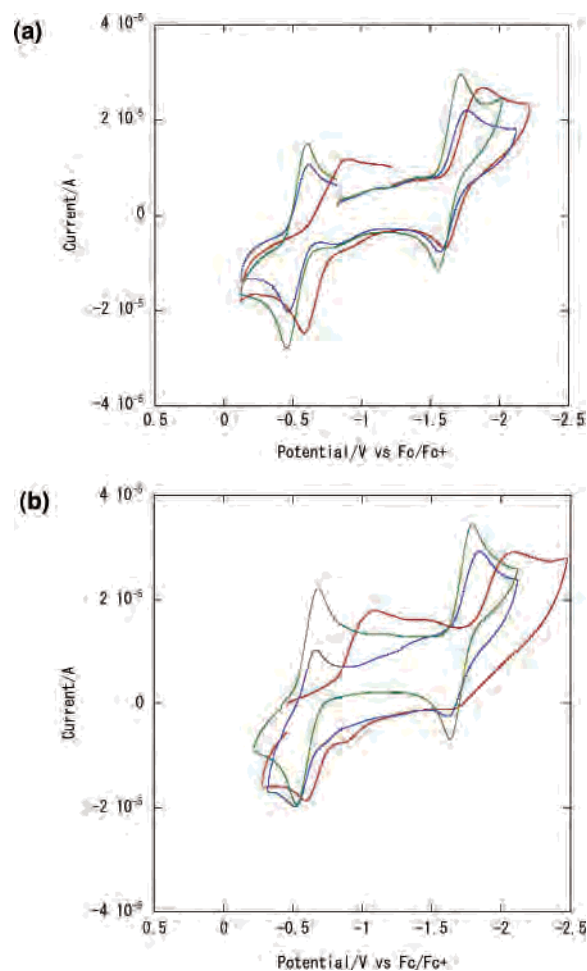 (a)
4 10⁻⁵
2 10⁻⁵
0
-2 10⁻⁵
-4 10⁻⁵
Current/A
0.5 0 -0.5 -1 -1.5 -2 -2.5
Potential/V vs Fc/Fc+
(b)
4 10⁻⁵
2 10⁻⁵
0
-2 10⁻⁵
-4 10⁻⁵
Current/A
0.5 0 -0.5 -1 -1.5 -2 -2.5
Potential/V vs Fc/Fc+